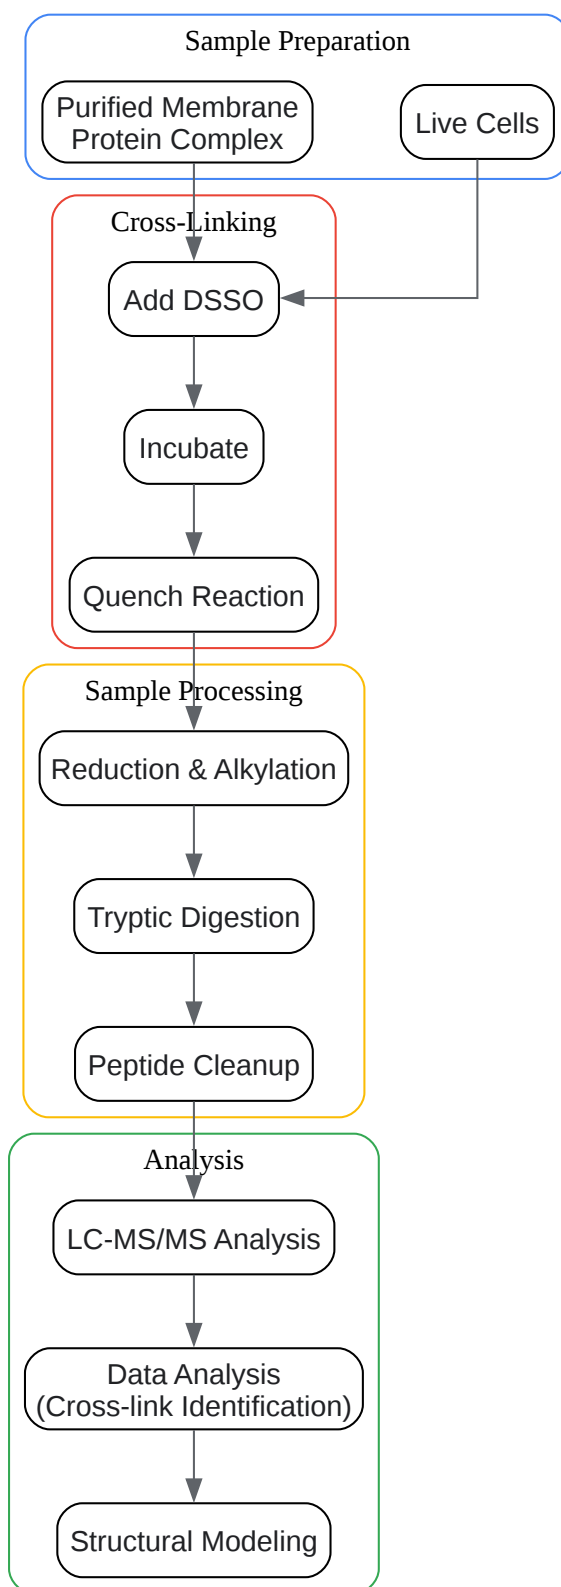 Sample Preparation
Purified Membrane
Protein Complex
Live Cells
Cross-Linking
Add DSSO
Incubate
Quench Reaction
Sample Processing
Reduction & Alkylation
Tryptic Digestion
Peptide Cleanup
Analysis
LC-MS/MS Analysis
Data Analysis
(Cross-link Identification)
Structural Modeling